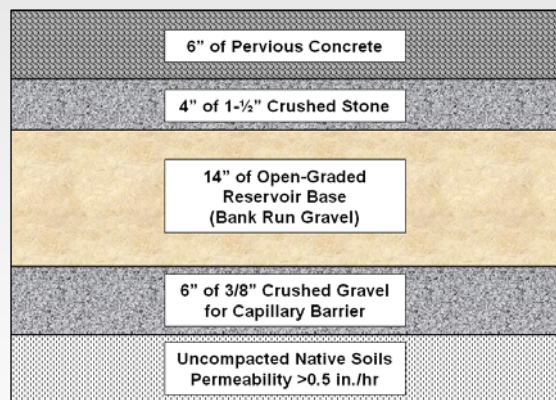 6” of Pervious Concrete
4” of 1-½” Crushed Stone
14” of Open-Graded
Reservoir Base
(Bank Run Gravel)
6” of 3/8” Crushed Gravel
for Capillary Barrier
Uncompacted Native Soils
Permeability >0.5 in./hr